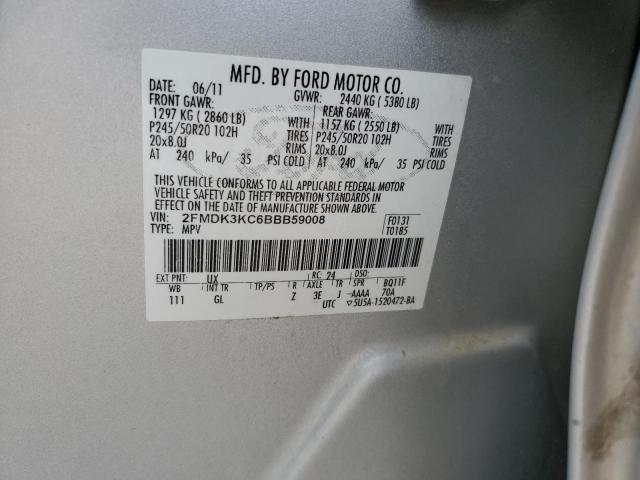 MFD. BY FORD MOTOR CO.
DATE: 06/11 GVWR: 2440 KG ( 5380 LB)
FRONT GAWR: REAR GAWR:
1297 KG ( 2860 LB) WITH 1157 KG ( 2550 LB) WITH
P245/50R20 102H TIRES P245/50R20 102H TIRES
20x8.0J RIMS 20x8.0J RIMS
AT 240 kPa/ 35 PSI COLD AT 240 kPa/ 35 PSI COLD
THIS VEHICLE CONFORMS TO ALL APPLICABLE FEDERAL MOTOR
VEHICLE SAFETY AND THEFT PREVENTION STANDARDS IN
EFFECT ON THE DATE OF MANUFACTURE SHOWN ABOVE.
VIN: 2FMDK3KC6BBB59008 F0131
TYPE: MPV T0185
EXT PNT: UX RC: 24 DSO:
WB INT TR TP/PS R AXLE TR SPR BQ11F
111 GL Z 3E J AAAA 70A
UTC ▽5U5A-1520472-BA
Ford